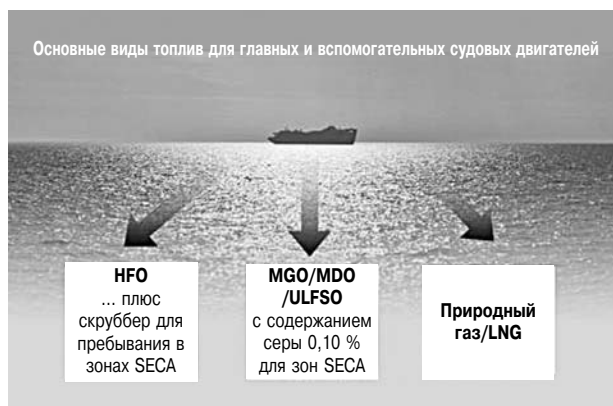 Основные виды топлив для главных и вспомогательных судовых двигателей
HFO
... плюс
скруббер для
пребывания в
зонах SECA
MGO/MDO
/ULFSO
с содержанием
серы 0,10 %
для зон SECA
Природный
газ/LNG